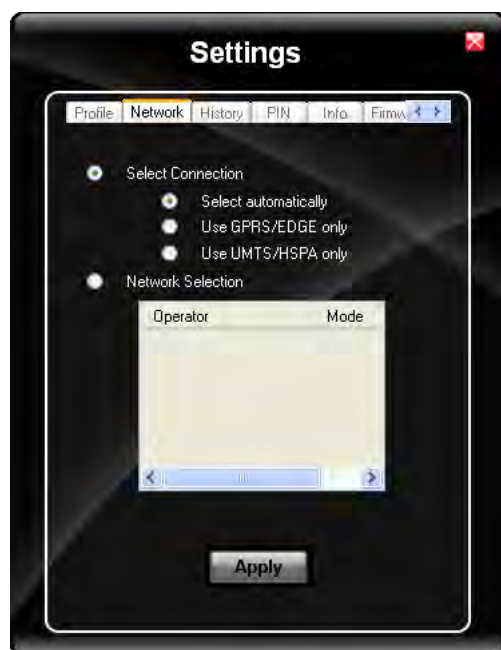 Settings
Profile Network History PIN Info Firmw
Select Connection
Select automatically
Use GPRS/EDGE only
Use UMTS/HSPA only
Network Selection
Operator Mode
Apply